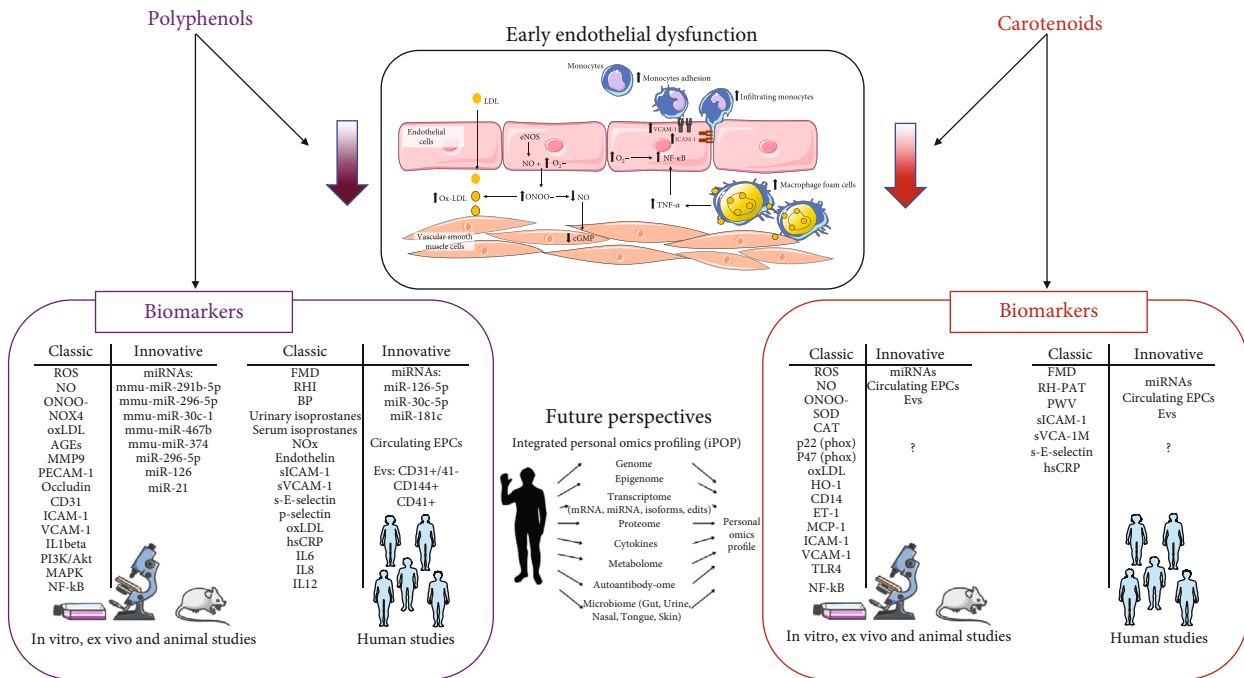 Polyphenols
Carotenoids
Early endothelial dysfunction
Monocytes
Monocytes adhesion
Infiltrating monocytes
LDL
VCAM-1
ICAM-1
Endothelial
cells
eNOS
NO + O₂–
O₂– NF-κB
Macrophage foam cells
Ox-LDL
ONOO–
NO
TNF-α
Vascular smooth
muscle cells
cGMP
Biomarkers
Classic
ROS
NO
ONOO-
NOX4
oxLDL
AGEs
MMP9
PECAM-1
Occludin
CD31
ICAM-1
VCAM-1
IL1beta
PI3K/Akt
MAPK
NF-kB
Innovative
miRNAs:
mmu-miR-291b-5p
mmu-miR-296-5p
mmu-miR-30c-1
mmu-miR-467b
mmu-miR-374
miR-296-5p
miR-126
miR-21
In vitro, ex vivo and animal studies
Classic
FMD
RHI
BP
Urinary isoprostanes
Serum isoprostanes
NOx
Endothelin
sICAM-1
sVCAM-1
s-E-selectin
p-selectin
oxLDL
hsCRP
IL6
IL8
IL12
Innovative
miRNAs:
miR-126-5p
miR-30c-5p
miR-181c
Circulating EPCs
Evs: CD31+/41-
CD144+
CD41+
Human studies
Future perspectives
Integrated personal omics profiling (iPOP)
Genome
Epigenome
Transcriptome
(mRNA, miRNA, isoforms, edits)
Proteome
Cytokines
Metabolome
Autoantibody-ome
Microbiome (Gut, Urine,
Nasal, Tongue, Skin)
Personal
omics
profile
Biomarkers
Classic
ROS
NO
ONOO-
SOD
CAT
p22 (phox)
P47 (phox)
oxLDL
HO-1
CD14
ET-1
MCP-1
ICAM-1
VCAM-1
TLR4
NF-kB
Innovative
miRNAs
Circulating EPCs
Evs
?
In vitro, ex vivo and animal studies
Classic
FMD
RH-PAT
PWV
sICAM-1
sVCA-1M
s-E-selectin
hsCRP
Innovative
miRNAs
Circulating EPCs
Evs
?
Human studies